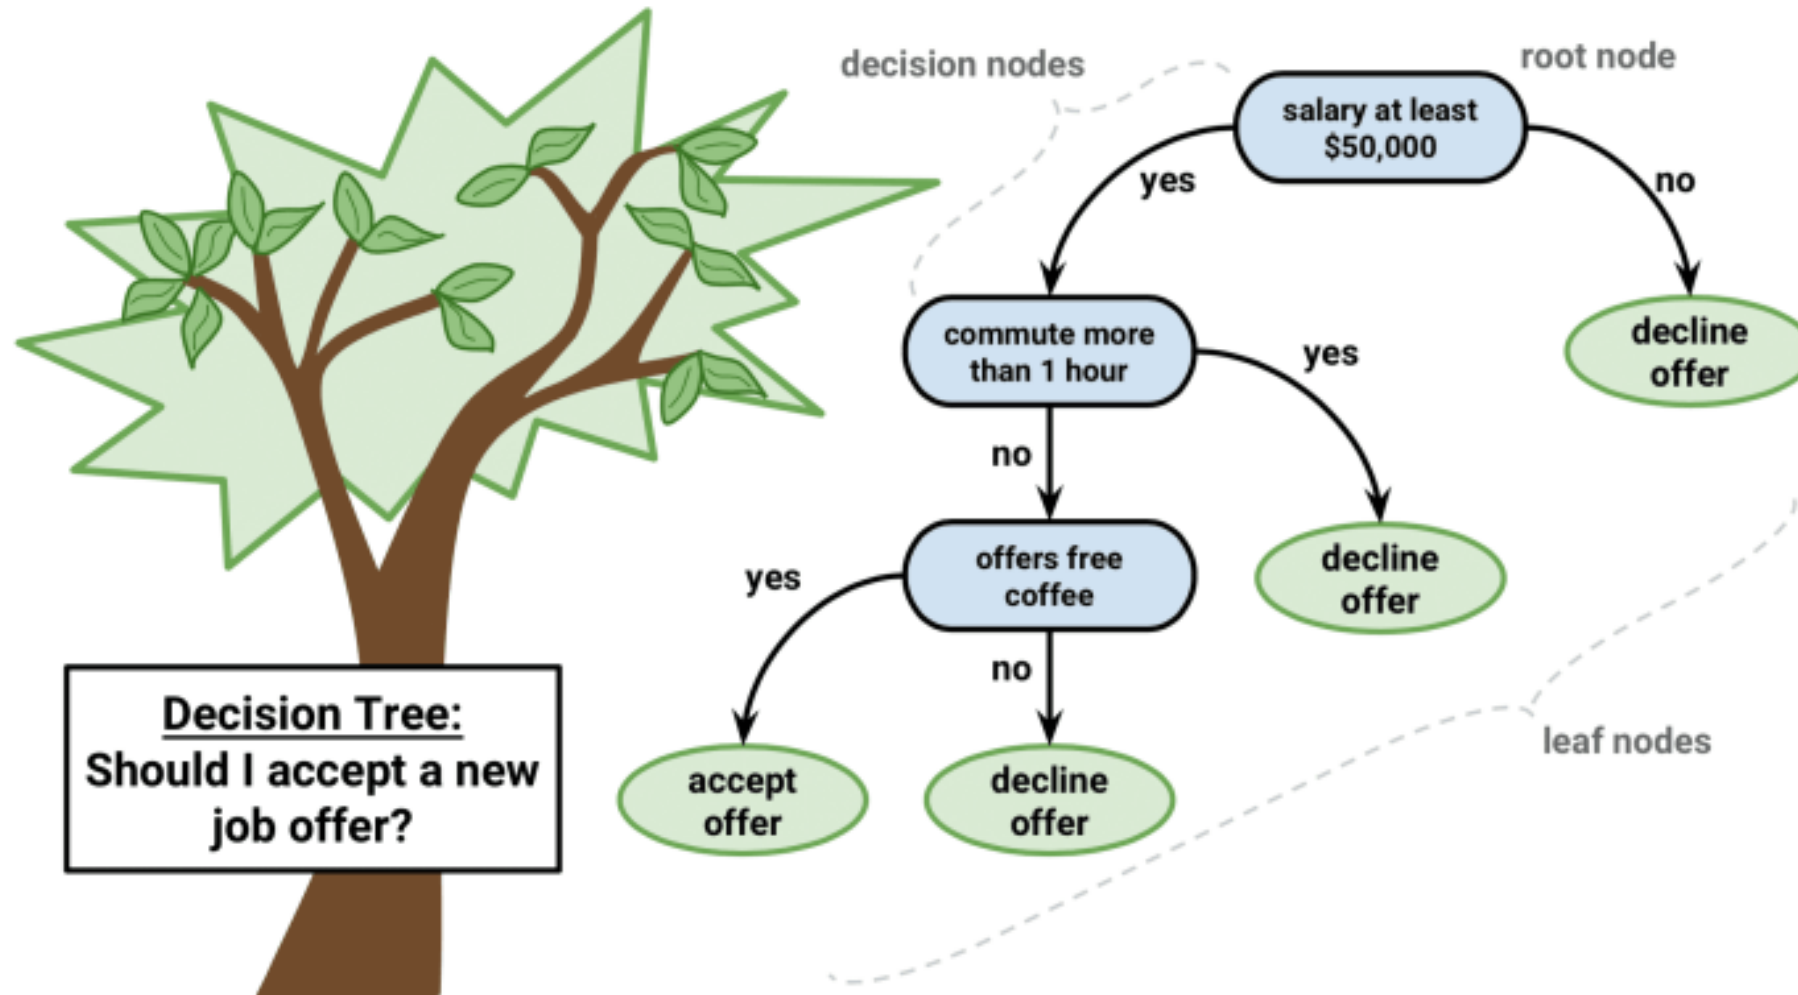 decision nodes
root node
salary at least
$50,000
yes
no
commute more
than 1 hour
yes
decline
offer
no
offers free
coffee
yes
decline
offer
no
Decision Tree:
Should I accept a new
job offer?
accept
offer
decline
offer
leaf nodes